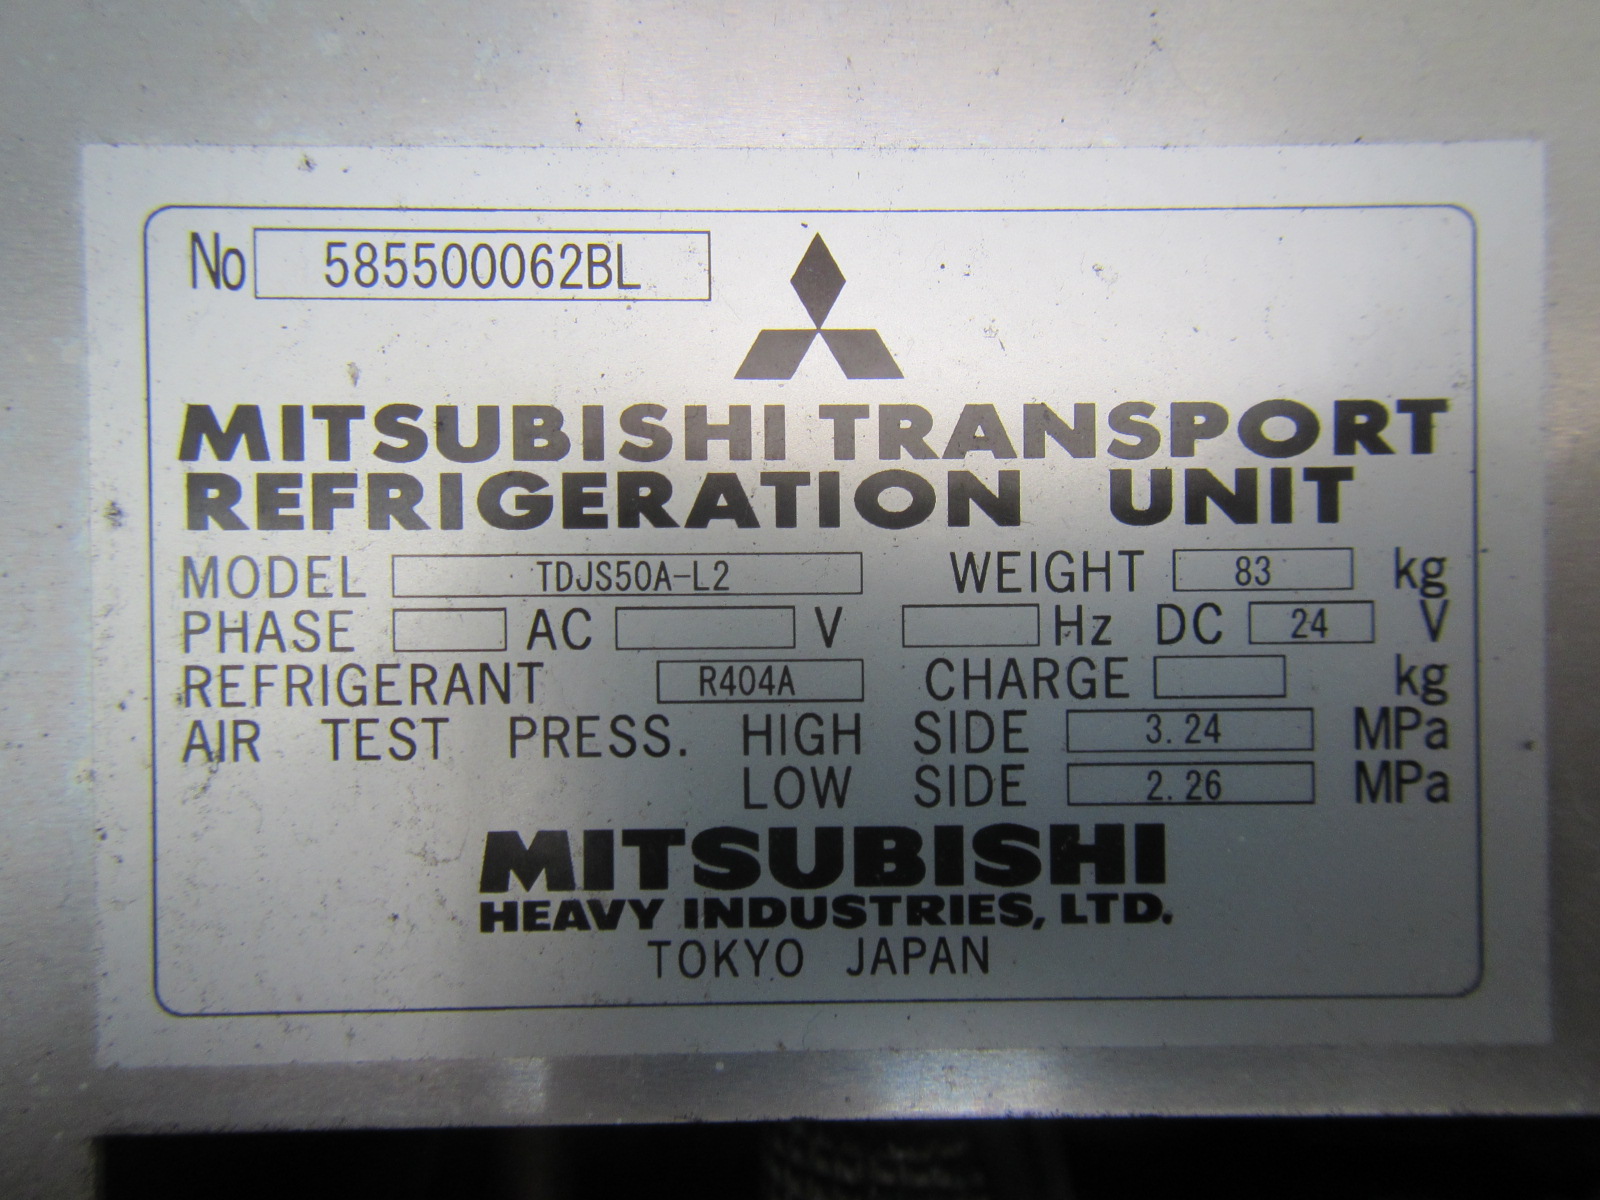 No 585500062BL
MITSUBISHI TRANSPORT
REFRIGERATION UNIT
MODEL TDJS50A-L2 WEIGHT 83 kg
PHASE AC V Hz DC 24 V
REFRIGERANT R404A CHARGE kg
AIR TEST PRESS. HIGH SIDE 3.24 MPa
LOW SIDE 2.26 MPa
MITSUBISHI
HEAVY INDUSTRIES, LTD.
TOKYO JAPAN